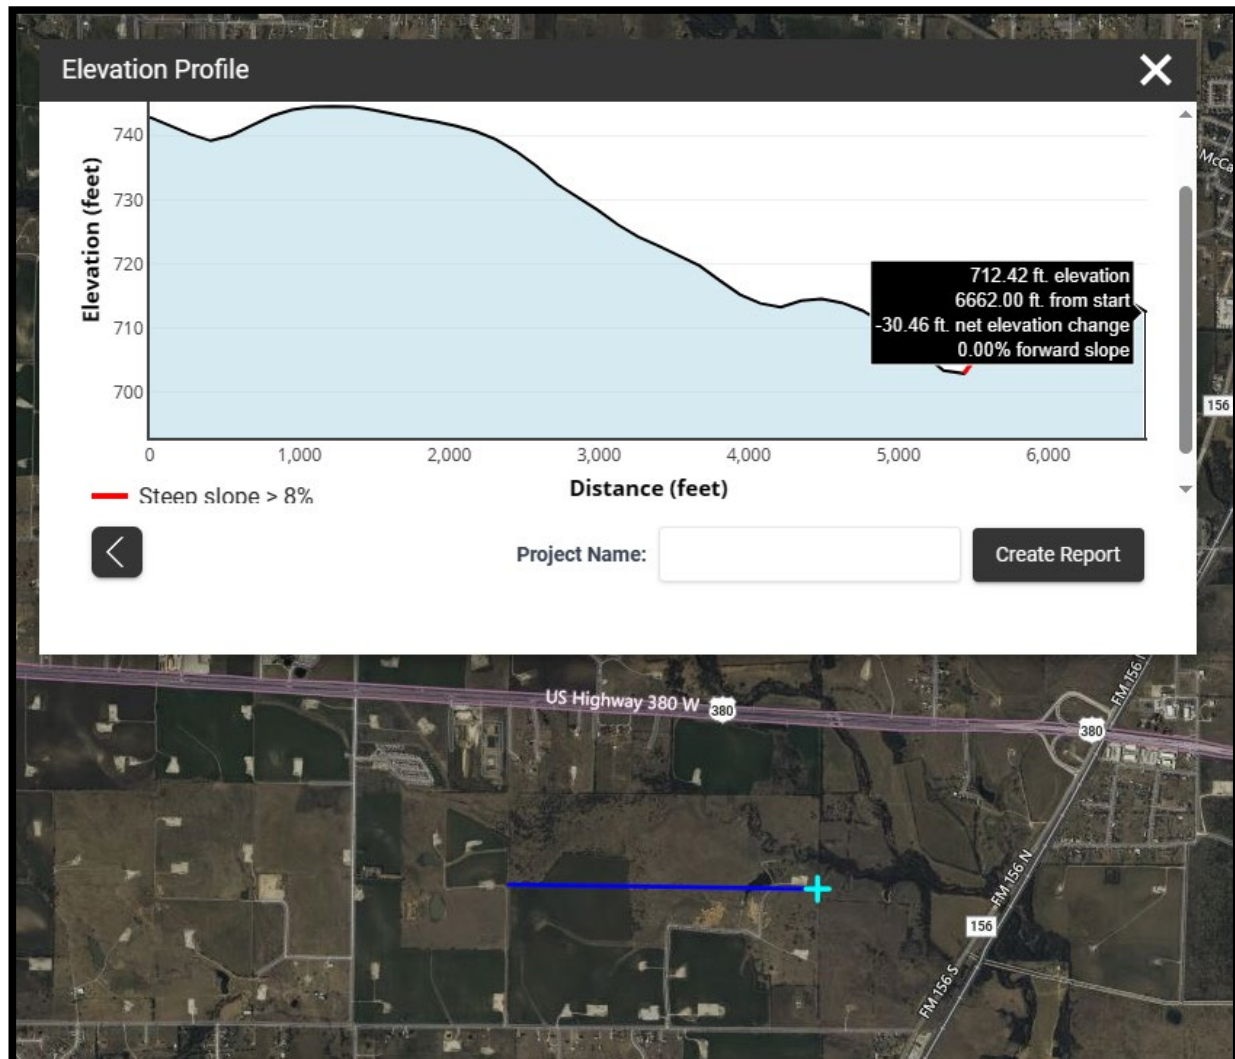 Elevation Profile
Elevation (feet)
740
730
720
710
700
712.42 ft. elevation
6662.00 ft. from start
-30.46 ft. net elevation change
0.00% forward slope
0 1,000 2,000 3,000 4,000 5,000 6,000
Distance (feet)
Steep slope > 8%
Project Name:
Create Report
McCa
156
US Highway 380 W 380
FM 156 N
380
FM 156 N
156
FM 156 S